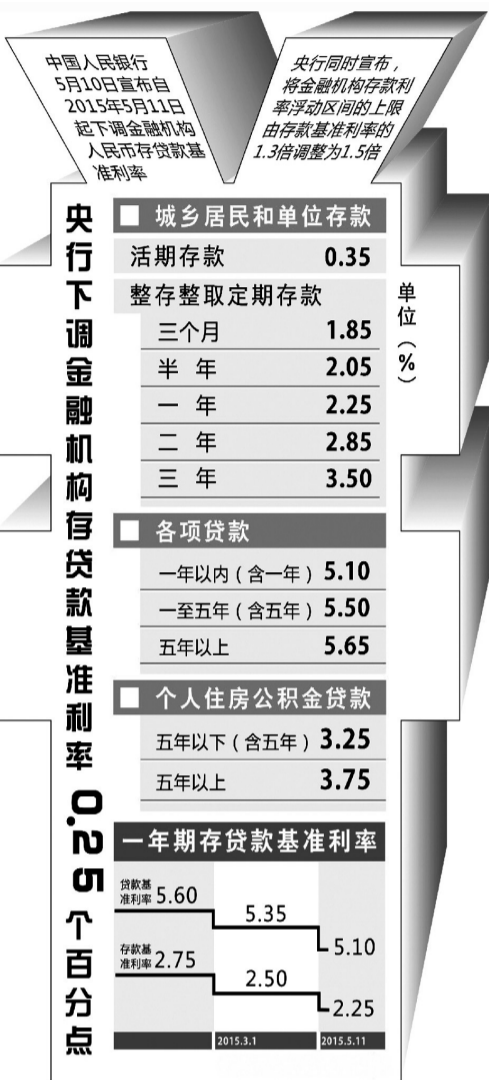 中国人民银行
5月10日宣布自
2015年5月11日
起下调金融机构
人民币存贷款基
准利率
央行同时宣布，
将金融机构存款利
率浮动区间的上限
由存款基准利率的
1.3倍调整为1.5倍
央行下调金融机构存贷款基准利率0.25个百分点
单位（%）
城乡居民和单位存款
活期存款 0.35
整存整取定期存款
三个月 1.85
半 年 2.05
一 年 2.25
二 年 2.85
三 年 3.50
各项贷款
一年以内（含一年）5.10
一至五年（含五年）5.50
五年以上 5.65
个人住房公积金贷款
五年以下（含五年）3.25
五年以上 3.75
一年期存贷款基准利率
贷款基
准利率 5.60
5.35
5.10
存款基
准利率 2.75
2.50
2.25
2015.3.1
2015.5.11